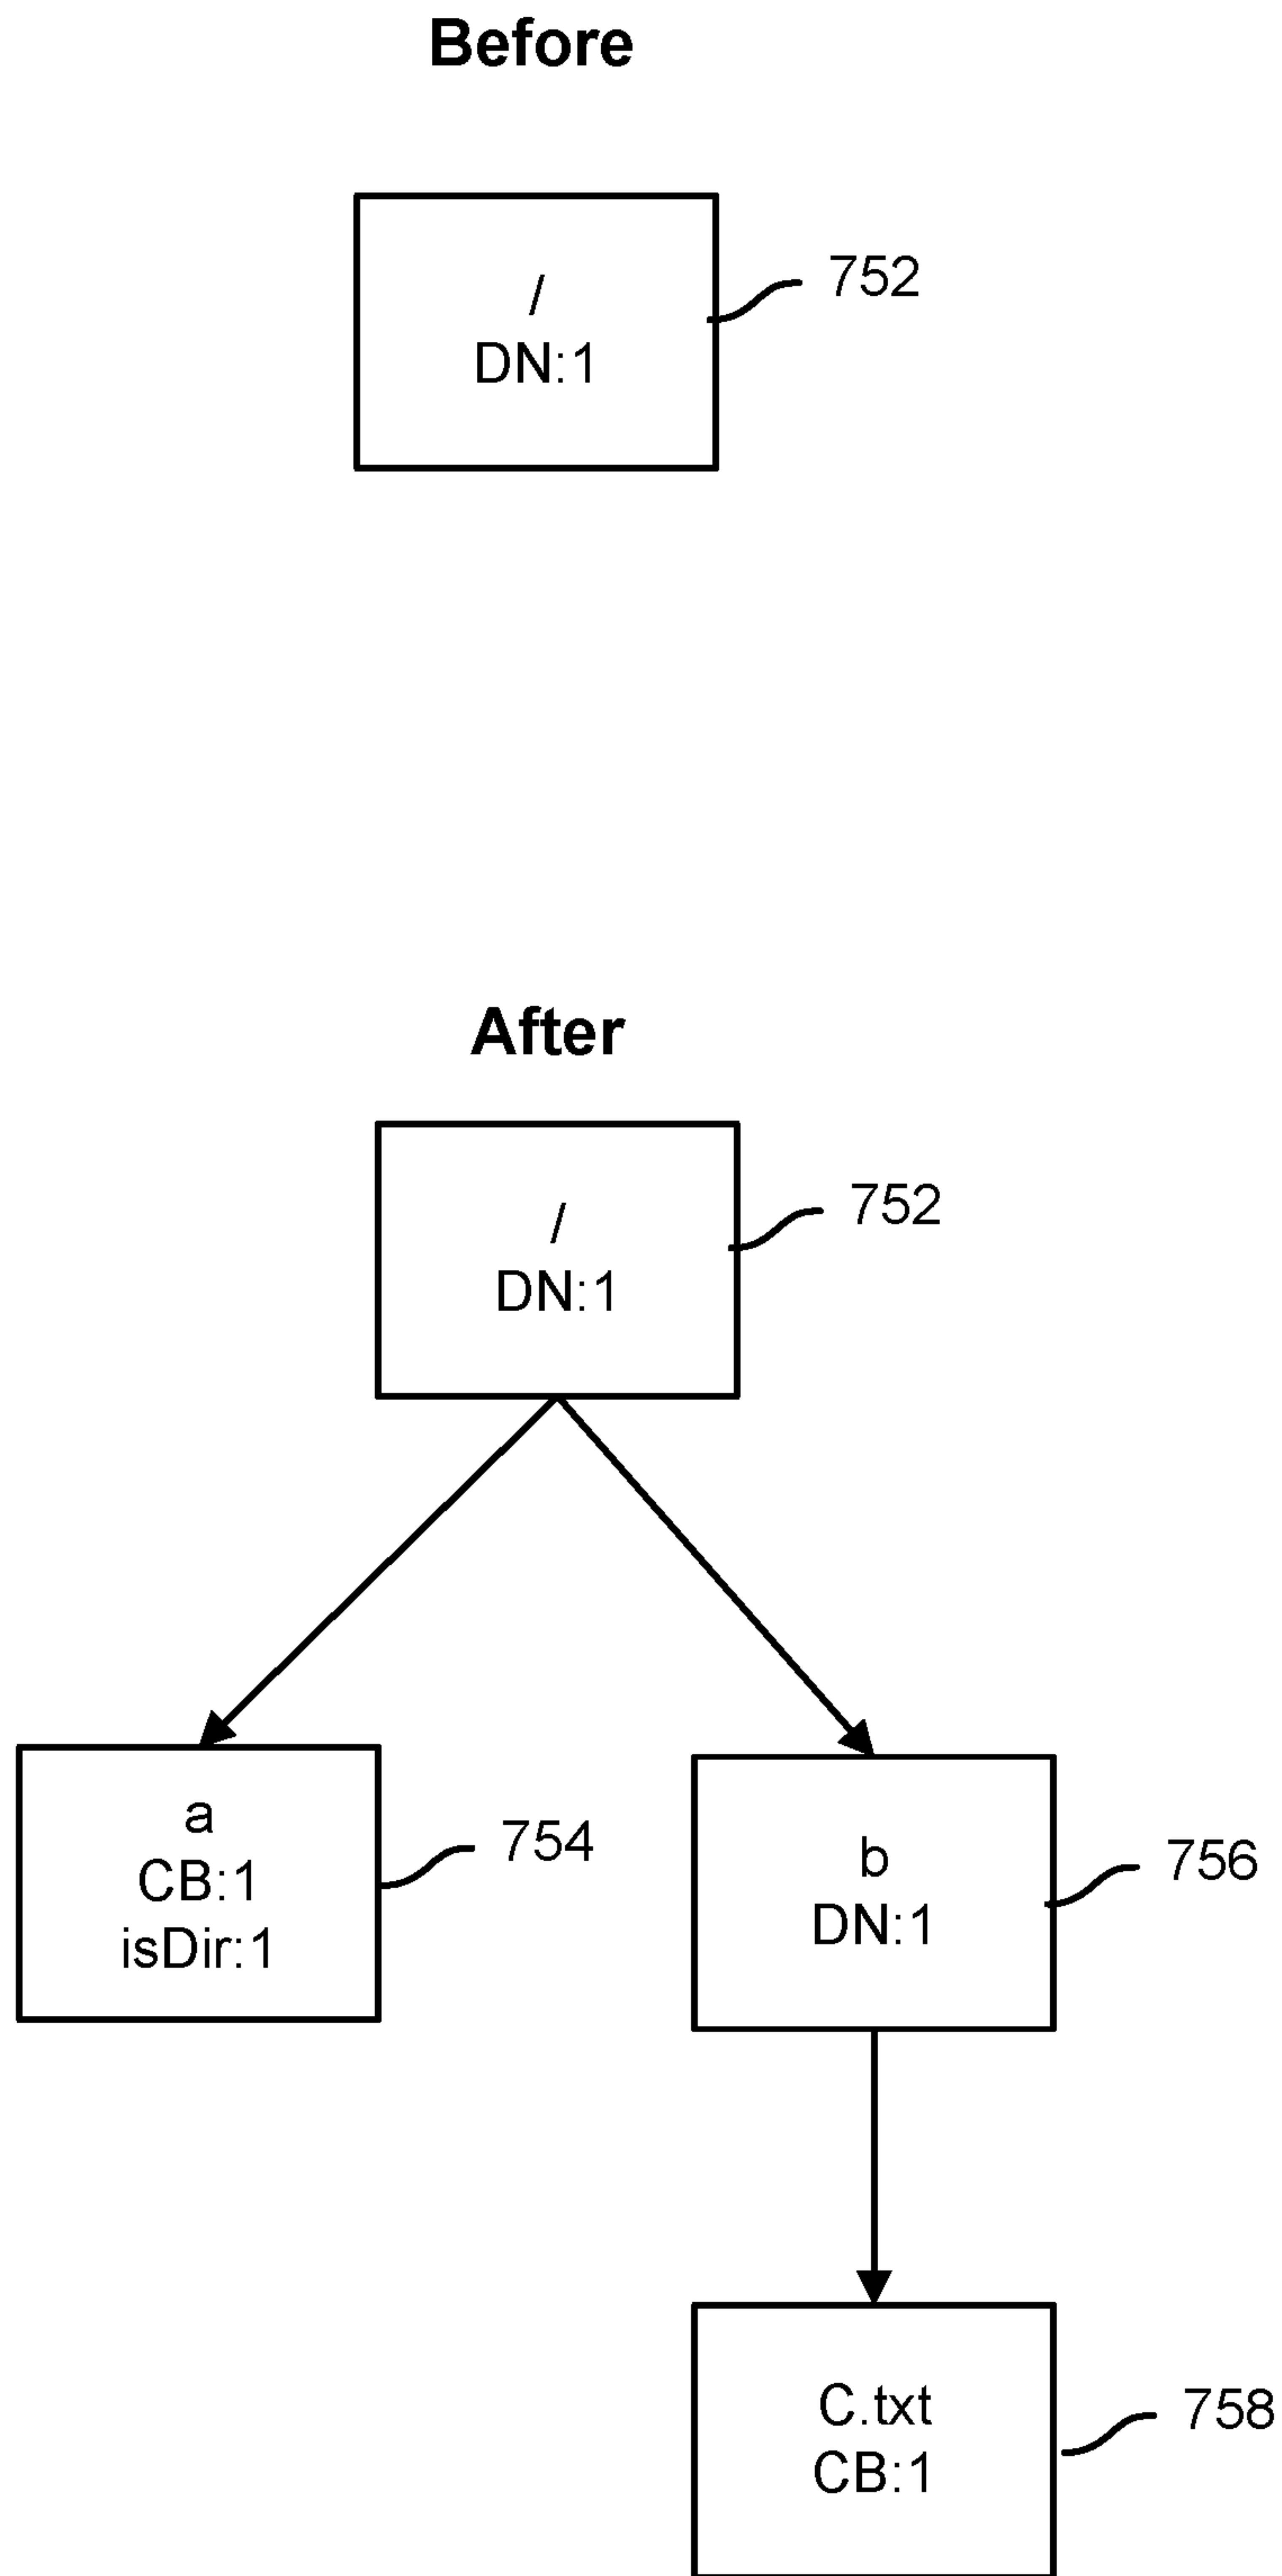 Before
/
DN:1
752
After
/
DN:1
752
a
CB:1
isDir:1
754
b
DN:1
756
C.txt
CB:1
758